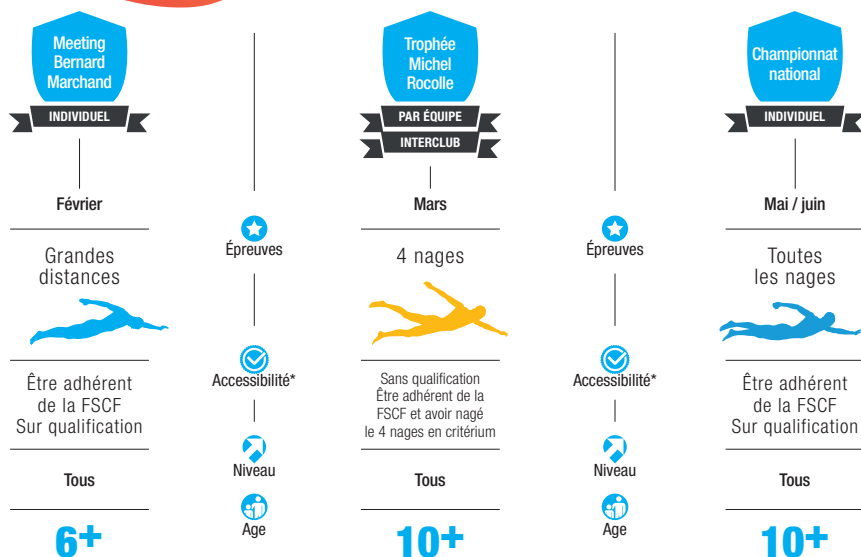 Meeting
Bernard
Marchand
INDIVIDUEL
Février
Grandes
distances
Être adhérent
de la FSCF
Sur qualification
Tous
6+
Épreuves
Accessibilité*
Niveau
Age
Trophée
Michel
Rocolle
PAR ÉQUIPE
INTERCLUB
Mars
4 nages
Sans qualification
Être adhérent de la
FSCF et avoir nagé
le 4 nages en critérium
Tous
10+
Épreuves
Accessibilité*
Niveau
Age
Championnat
national
INDIVIDUEL
Mai / juin
Toutes
les nages
Être adhérent
de la FSCF
Sur qualification
Tous
10+